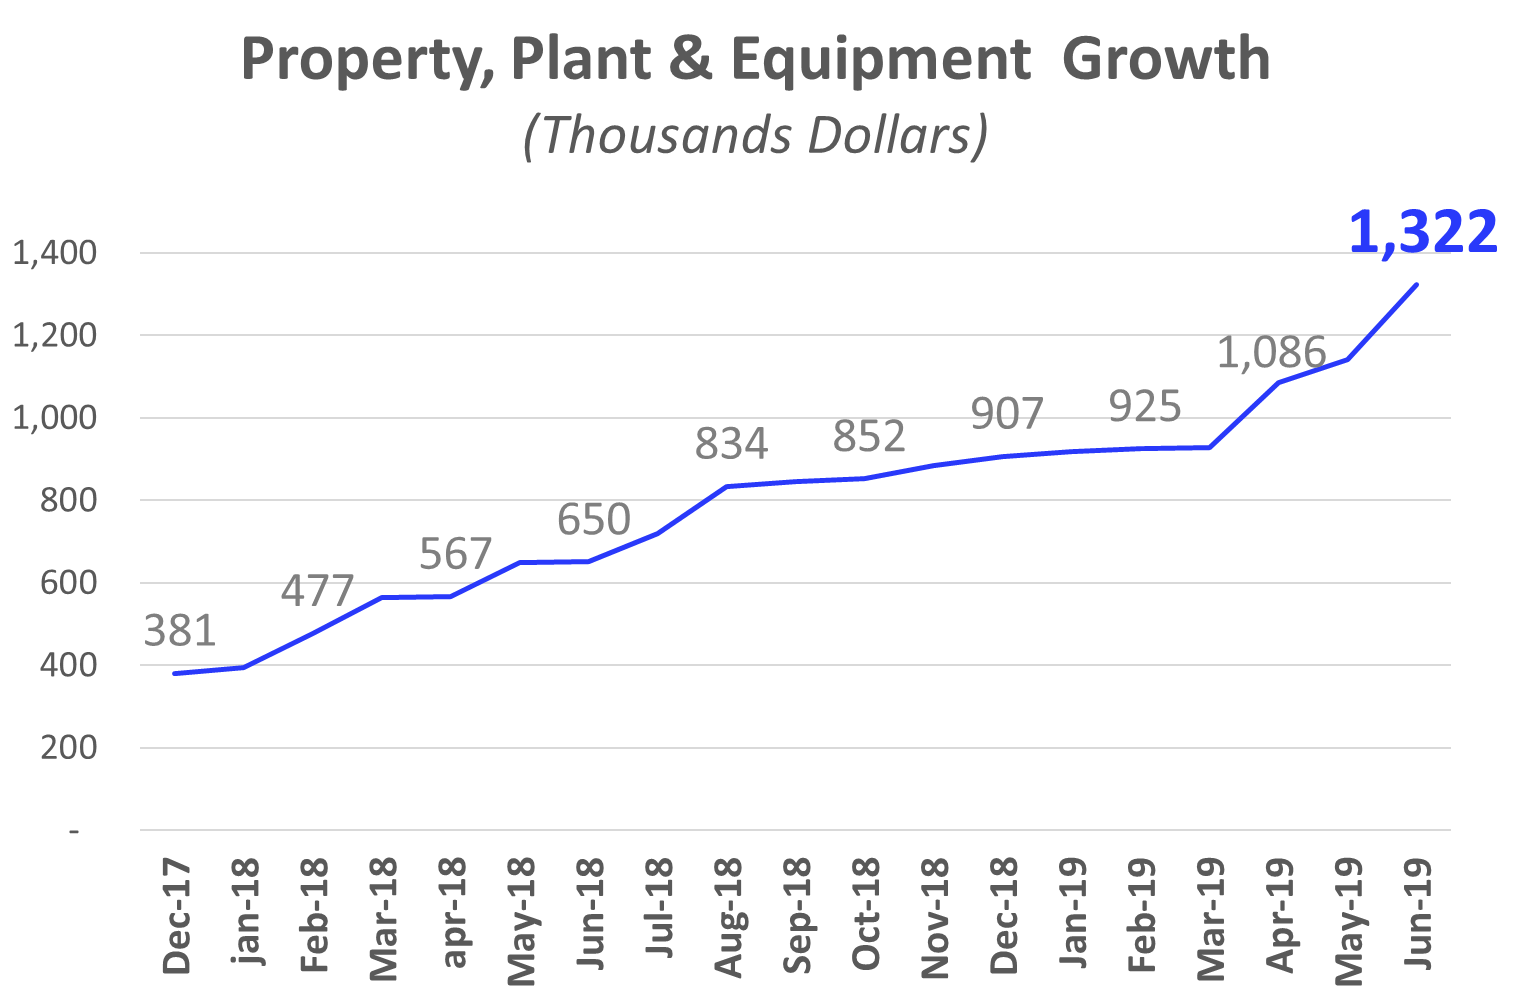 Property, Plant & Equipment  Growth
(Thousands Dollars)
1,322
1,400
1,200
1,086
1,000
925
907
852
834
800
650
600
567
477
381
400
200
-
Dec-17
jan-18
Feb-18
Mar-18
apr-18
May-18
Jun-18
Jul-18
Aug-18
Sep-18
Oct-18
Nov-18
Dec-18
Jan-19
Feb-19
Mar-19
Apr-19
May-19
Jun-19